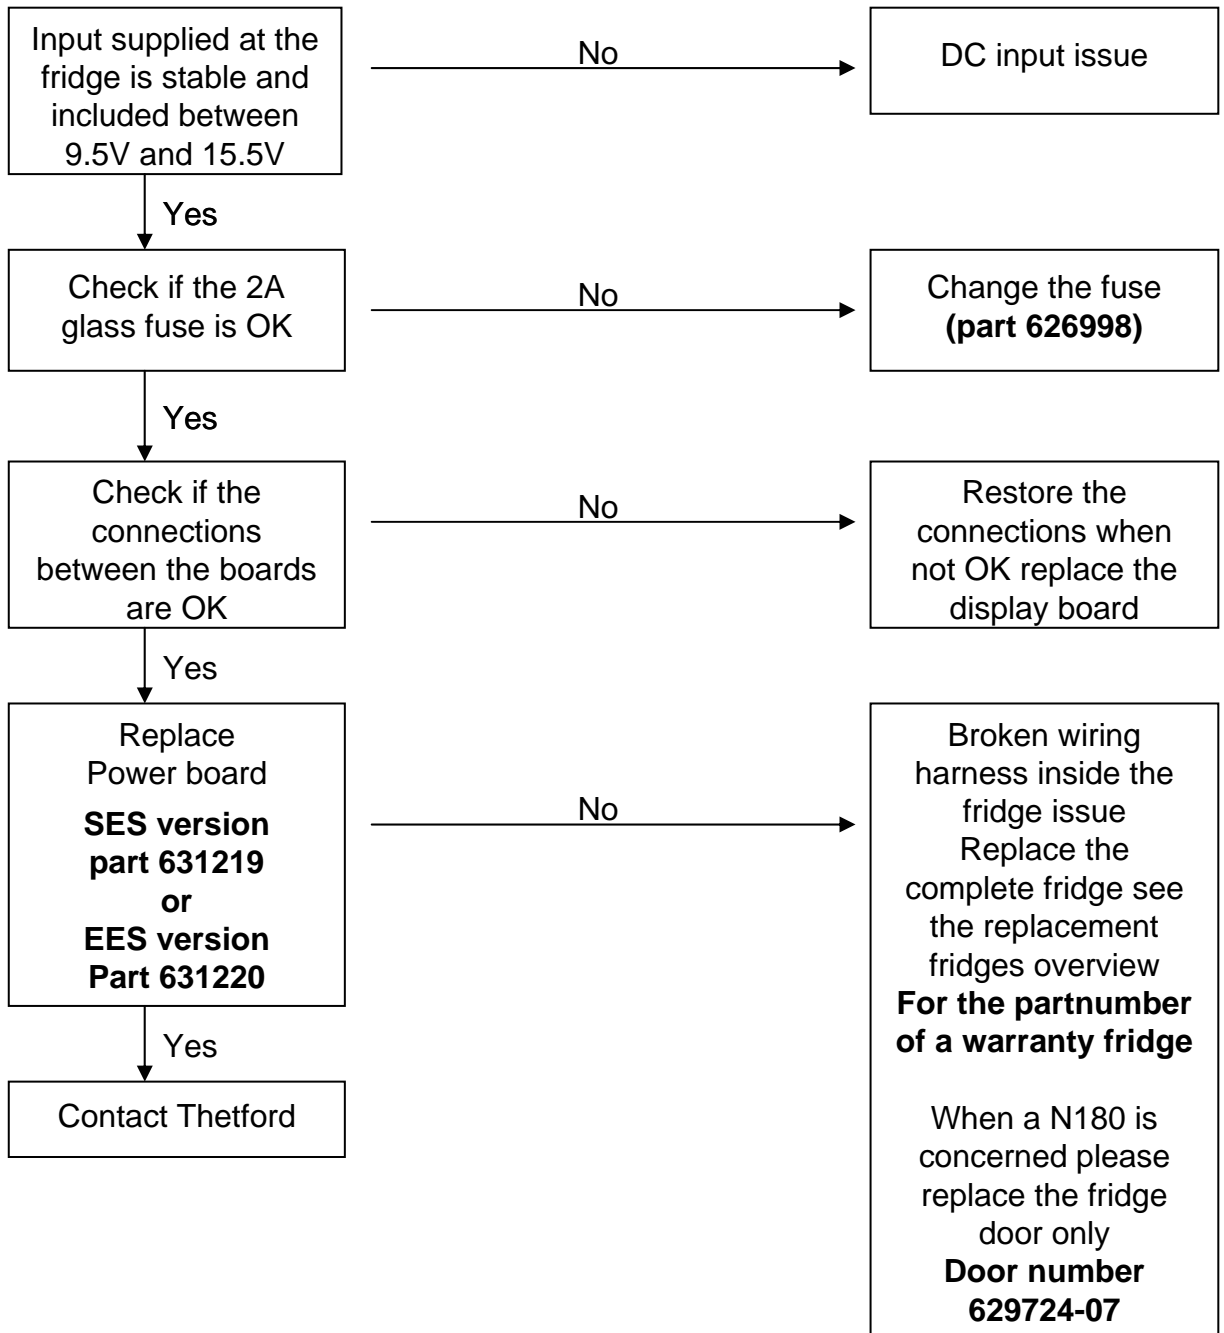 Input supplied at the
fridge is stable and
included between
9.5V and 15.5V
No
DC input issue
Yes
Check if the 2A
glass fuse is OK
No
Change the fuse
(part 626998)
Yes
Check if the
connections
between the boards
are OK
No
Restore the
connections when
not OK replace the
display board
Yes
Replace
Power board
SES version
part 631219
or
EES version
Part 631220
No
Broken wiring
harness inside the
fridge issue
Replace the
complete fridge see
the replacement
fridges overview
For the partnumber
of a warranty fridge
When a N180 is
concerned please
replace the fridge
door only
Door number
629724-07
Yes
Contact Thetford